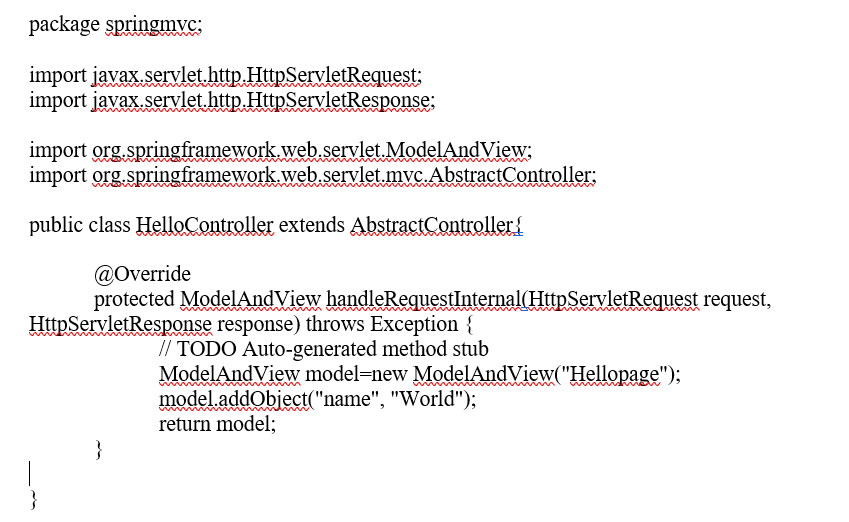 package springmvc;
import javax.servlet.http.HttpServletRequest;
import javax.servlet.http.HttpServletResponse;
import org.springframework.web.servlet.ModelAndView;
import org.springframework.web.servlet.mvc.AbstractController;
public class HelloController extends AbstractController{
@Override
protected ModelAndView handleRequestInternal(HttpServletRequest request,
HttpServletResponse response) throws Exception {
// TODO Auto-generated method stub
ModelAndView model=new ModelAndView("Hellopage");
model.addObject("name", "World");
return model;
}
}